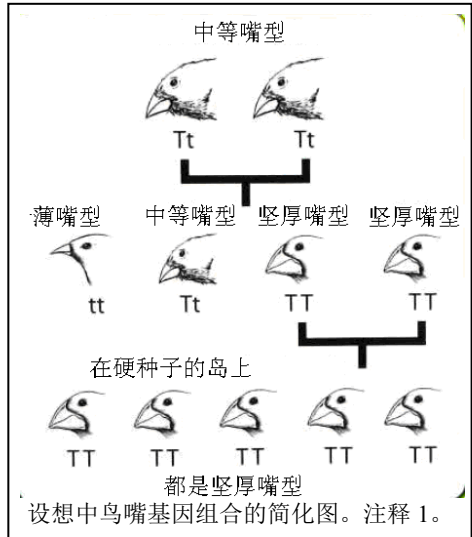 中等嘴型
Tt Tt
薄嘴型 中等嘴型 坚厚嘴型 坚厚嘴型
tt Tt TT TT
在硬种子的岛上
TT TT TT TT TT
都是坚厚嘴型
设想中鸟嘴基因组合的简化图。注释 1。